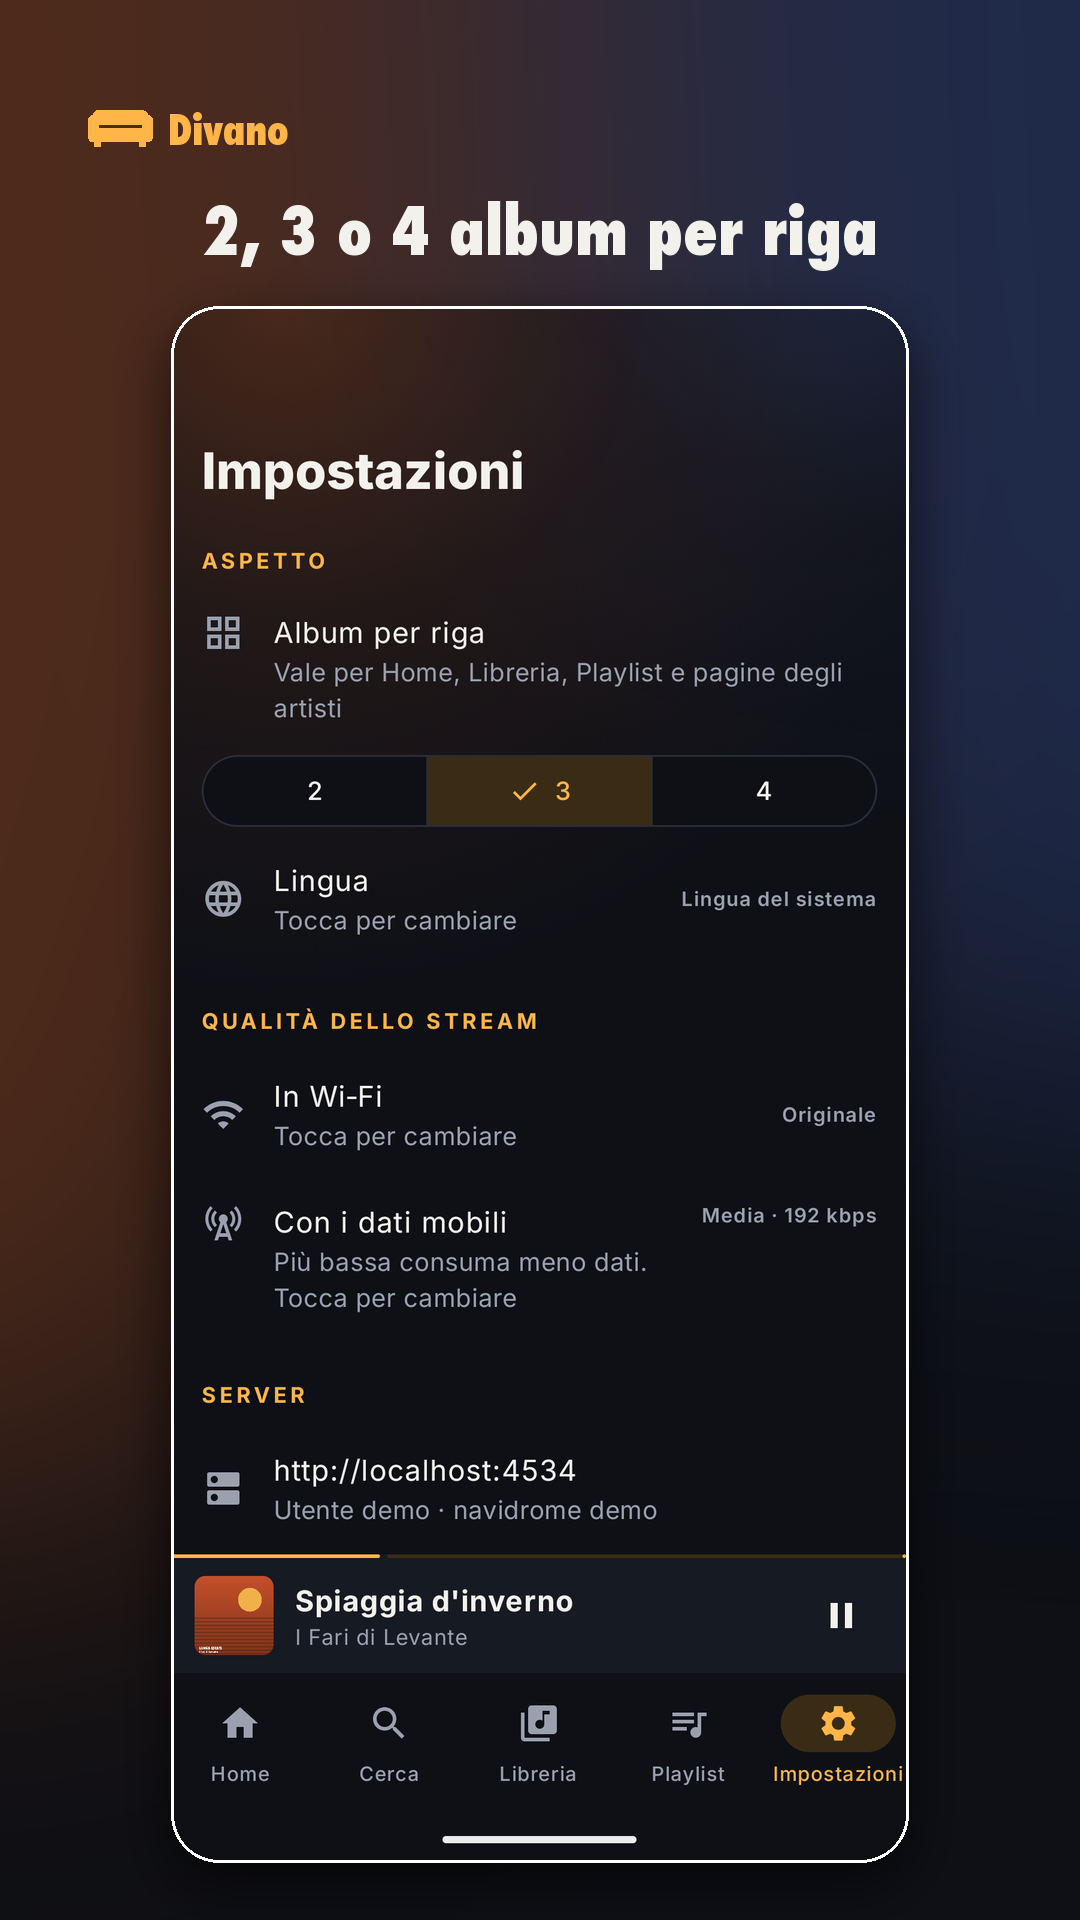 Divano
2, 3 o 4 album per riga
Impostazioni
ASPETTO
Album per riga
Vale per Home, Libreria, Playlist e pagine degli
artisti
2
3
4
Lingua
Tocca per cambiare
Lingua del sistema
QUALITÀ DELLO STREAM
In Wi-Fi
Tocca per cambiare
Originale
Con i dati mobili
Media · 192 kbps
Più bassa consuma meno dati.
Tocca per cambiare
SERVER
http://localhost:4534
Utente demo · navidrome demo
Spiaggia d'inverno
I Fari di Levante
Home
Cerca
Libreria
Playlist
Impostazioni